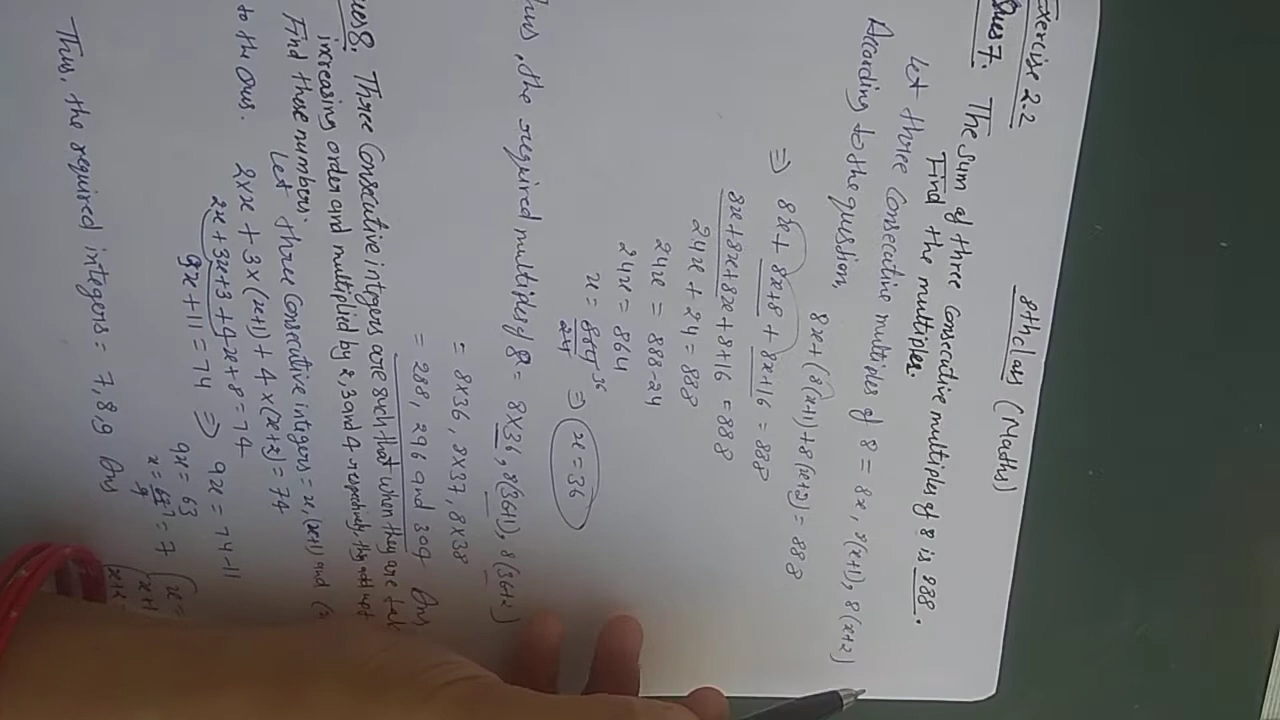 8th class (Maths)
Exercise 2.2
Ques 7. The sum of three consecutive multiples of 8 is 888.
Find the multiples.
Let three consecutive multiples of 8 = 8x, 8(x+1), 8(x+2)
According to the question,
8x+(8(x+1)+8(x+2)=888
⇒ 8x + 8x+8 + 8x+16 = 888
8x+8x+8x+8+16 = 888
24x + 24 = 888
24x = 888-24
24x = 864
x = 864/24 36 ⇒ x = 36
Thus, the required multiples of 8 = 8×36, 8(36+1), 8(36+2)
= 8×36, 8×37, 8×38
= 288, 296 and 304 Ans
Ques 8. Three Consecutive integers are such that when they are tak
increasing order and multiplied by 2, 3 and 4 respectively, they add up t
Find these numbers.
Let three consecutive integers = x, (x+1) and (x
to the ques. 2×x + 3×(x+1) + 4×(x+2) = 74
2x+3x+3+4x+8=74
9x+11=74 ⇒ 9x = 74-11
9x = 63
x = 63/9 7 = 7
x =
x+1
x+2
Thus, the required integers = 7, 8, 9 Ans